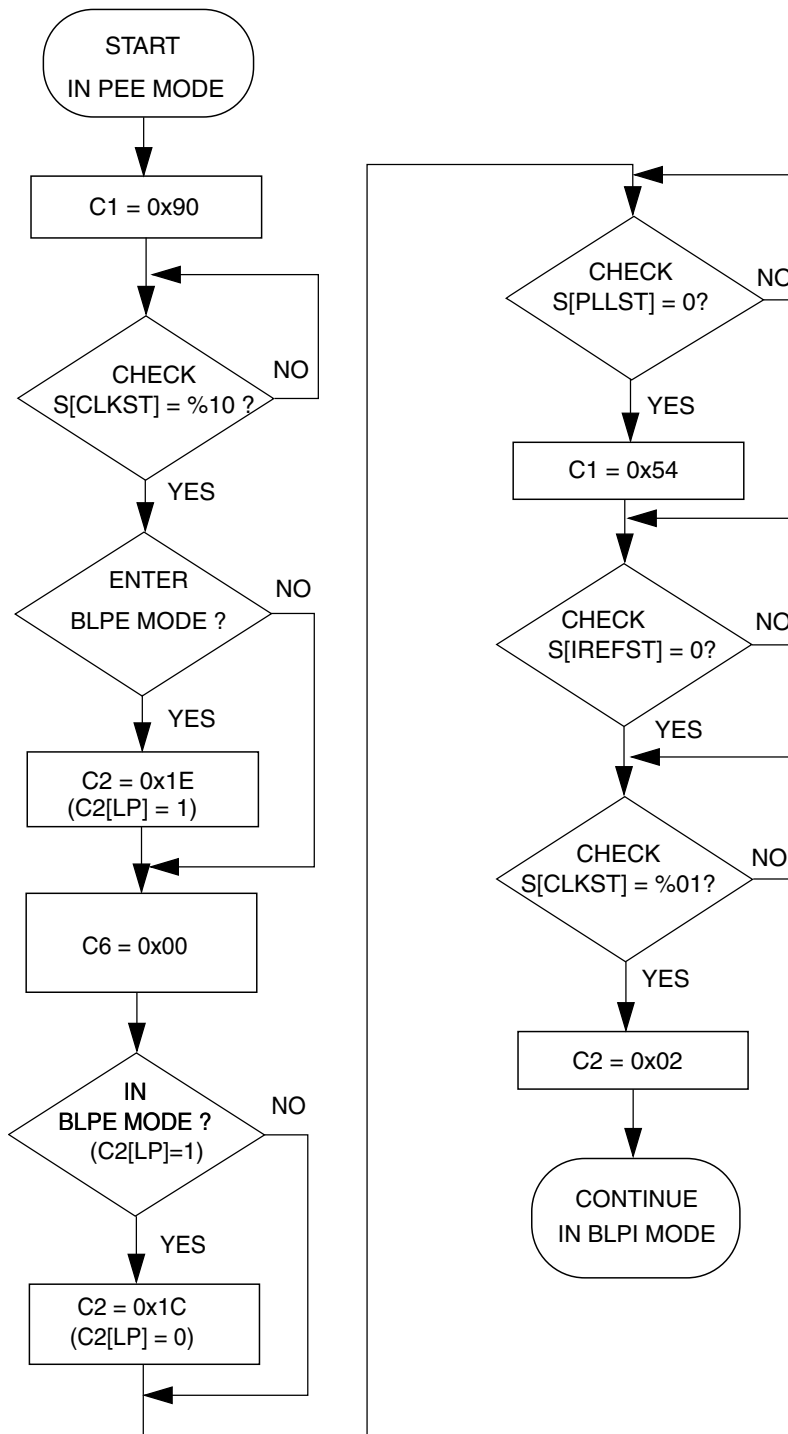 START
IN PEE MODE
C1 = 0x90
CHECK
S[CLKST] = %10 ?
NO
YES
ENTER
BLPE MODE ?
NO
YES
C2 = 0x1E
(C2[LP] = 1)
C6 = 0x00
IN
BLPE MODE ?
(C2[LP]=1)
NO
YES
C2 = 0x1C
(C2[LP] = 0)
CHECK
S[PLLST] = 0?
NO
YES
C1 = 0x54
CHECK
S[IREFST] = 0?
NO
YES
CHECK
S[CLKST] = %01?
NO
YES
C2 = 0x02
CONTINUE
IN BLPI MODE